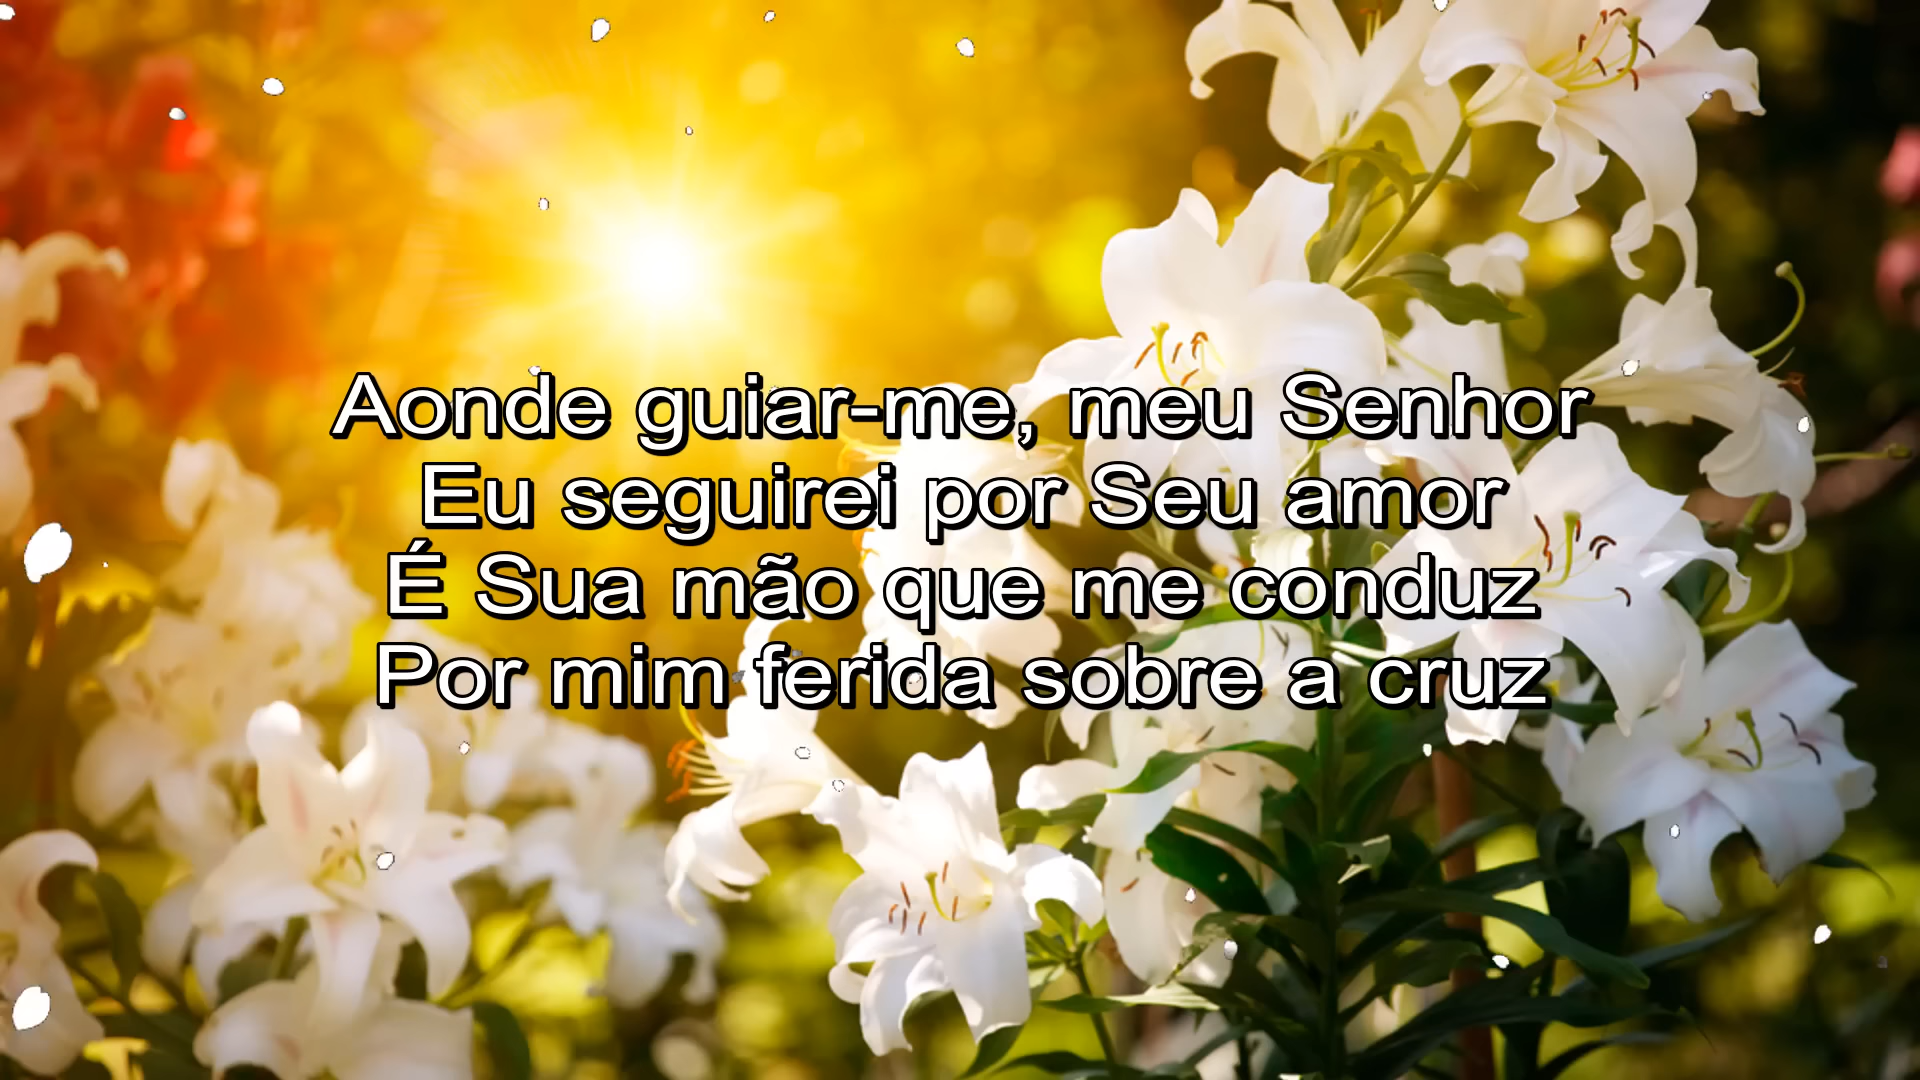 Aonde guiar-me, meu Senhor
Eu seguirei por Seu amor
É Sua mão que me conduz
Por mim ferida sobre a cruz